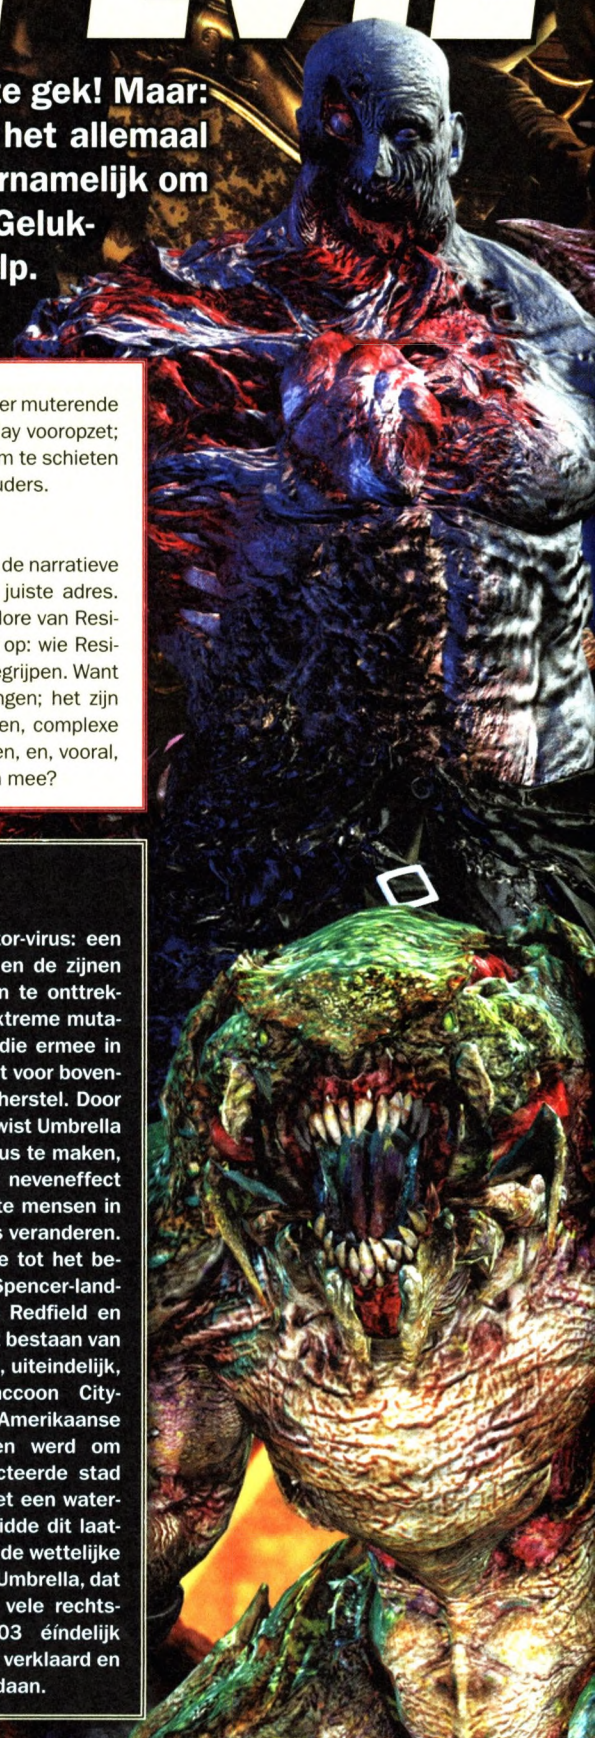 EVIL
te gek! Maar:
het allemaal
rnamelijk om
Geluk-
lp.
er muterende
ay vooropzet;
m te schieten
uders.
de narratieve
juiste adres.
lore van Resi-
op: wie Resi-
egrijpen. Want
ngen; het zijn
en, complexe
en, en, vooral,
mee?
tor-virus: een
en de zijnen
n te onttrek-
xtreme muta-
die ermee in
t voor boven-
herstel. Door
wist Umbrella
us te maken,
neveneffect
te mensen in
s veranderen.
e tot het be-
Spencer-land-
Redfield en
bestaan van
, uiteindelijk,
accoon City-
Amerikaanse
en werd om
cteerde stad
et een water-
idde dit laat-
de wettelijke
Umbrella, dat
vele rechts-
03 éíndelijk
verklaard en
daan.